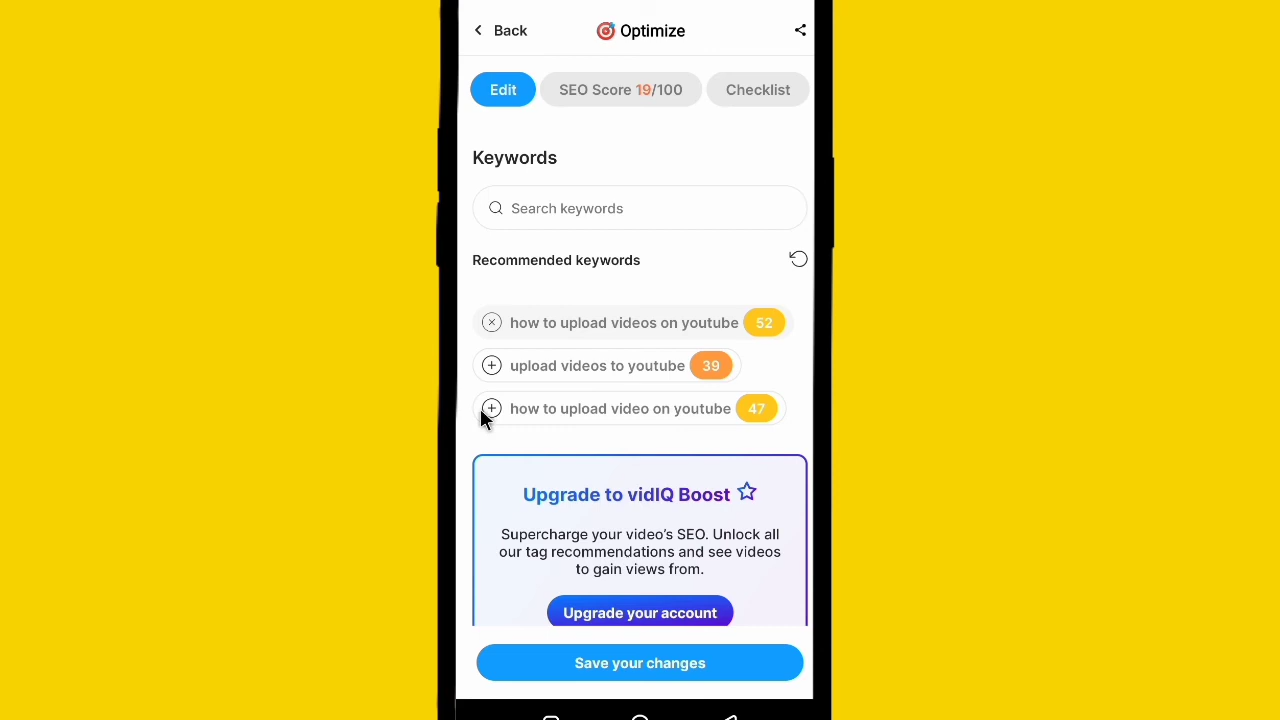 Back
Optimize
Edit
SEO Score 19/100
Checklist
Keywords
Search keywords
Recommended keywords
how to upload videos on youtube 52
upload videos to youtube 39
how to upload video on youtube 47
Upgrade to vidIQ Boost
Supercharge your video's SEO. Unlock all
our tag recommendations and see videos
to gain views from.
Upgrade your account
Save your changes